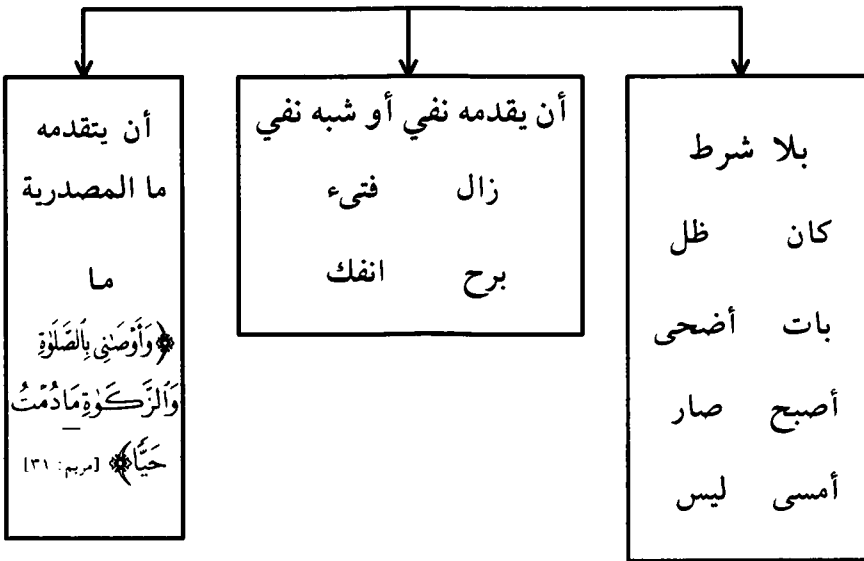 بلا شرط
كان ظل
بات أضحى
أصبح صار
أمسى ليس
أن يقدمه نفي أو شبه نفي
زال فتىء
برح انفك
أن يتقدمه
ما المصدرية
ما
﴿وَأَوْصَٰنِى بِٱلصَّلَوٰةِ
وَٱلزَّكَوٰةِ مَا دُمْتُ
حَيًّا﴾ [مريم: ٣١]